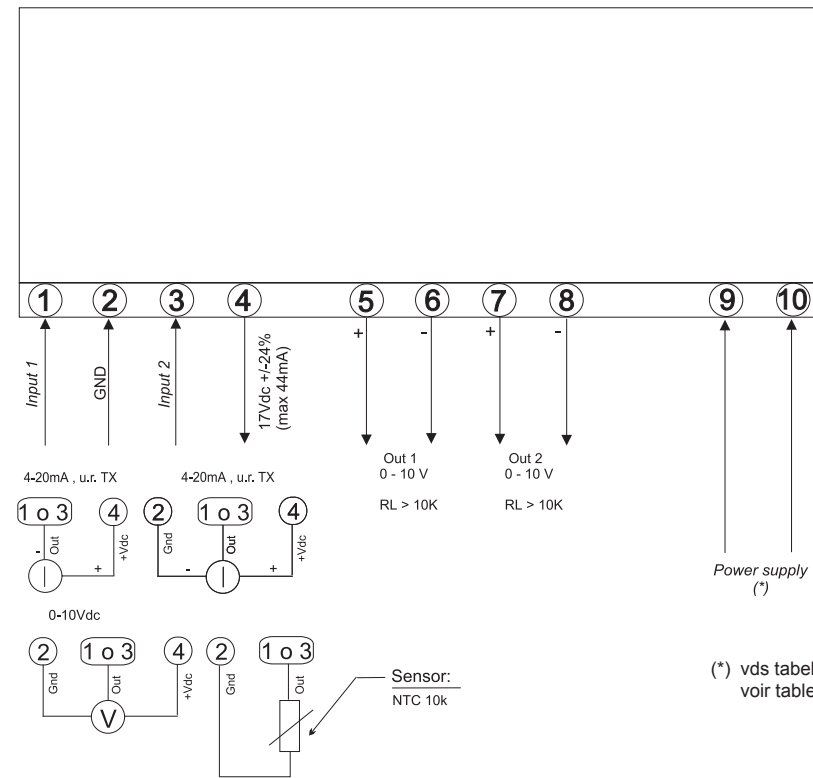 1 2 3 4 5 6 7 8 9 10
+ - + -
Input 1
GND
Input 2
17Vdc +/-24%
(max 44mA)
Out 1
0 - 10 V
RL > 10K
Out 2
0 - 10 V
RL > 10K
Power supply
(*)
4-20mA , u.r. TX
1 o 3 4
- Out + +Vdc
I
4-20mA , u.r. TX
2 1 o 3 4
Gnd - Out + +Vdc
I
0-10Vdc
2 1 o 3 4
Gnd Out +Vdc
V
2 1 o 3
Gnd Out
Sensor:
NTC 10k
(*) vds tabel
voir table